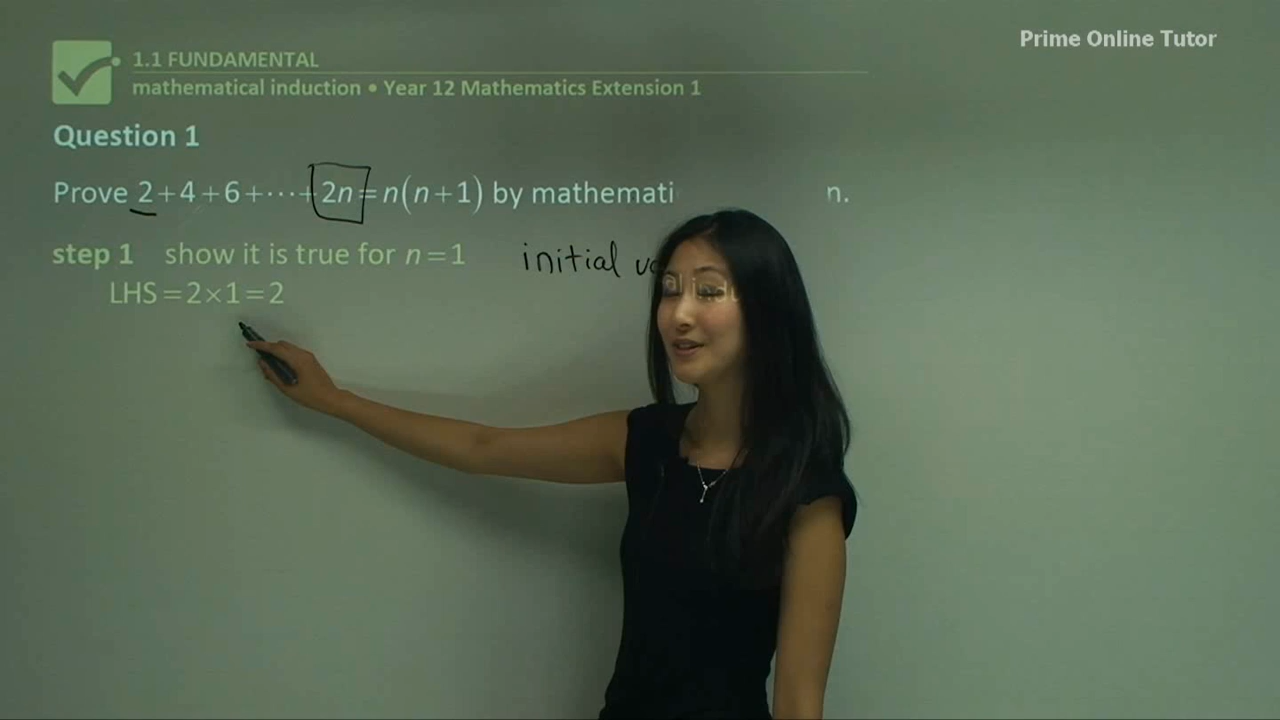 Prime Online Tutor
1.1 FUNDAMENTAL
mathematical induction • Year 12 Mathematics Extension 1
Question 1
Prove 2+4+6+⋯+2n=n(n+1) by
step 1 show it is true for n=1 initial
LHS=2×1=2